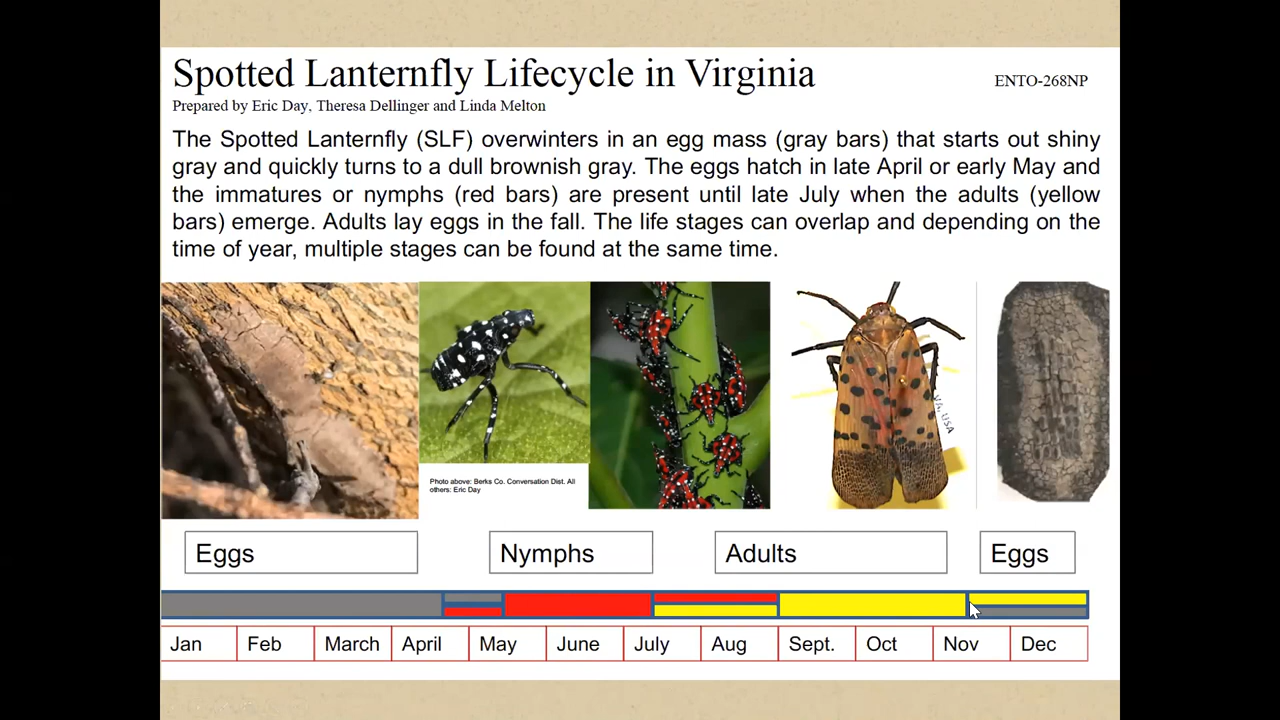 Spotted Lanternfly Lifecycle in Virginia
ENTO-268NP
Prepared by Eric Day, Theresa Dellinger and Linda Melton
The Spotted Lanternfly (SLF) overwinters in an egg mass (gray bars) that starts out shiny
gray and quickly turns to a dull brownish gray. The eggs hatch in late April or early May and
the immatures or nymphs (red bars) are present until late July when the adults (yellow
bars) emerge. Adults lay eggs in the fall. The life stages can overlap and depending on the
time of year, multiple stages can be found at the same time.
VA, USA
Photo above: Berks Co. Conversation Dist. All
others: Eric Day
Eggs
Nymphs
Adults
Eggs
Jan Feb March April May June July Aug Sept. Oct Nov Dec